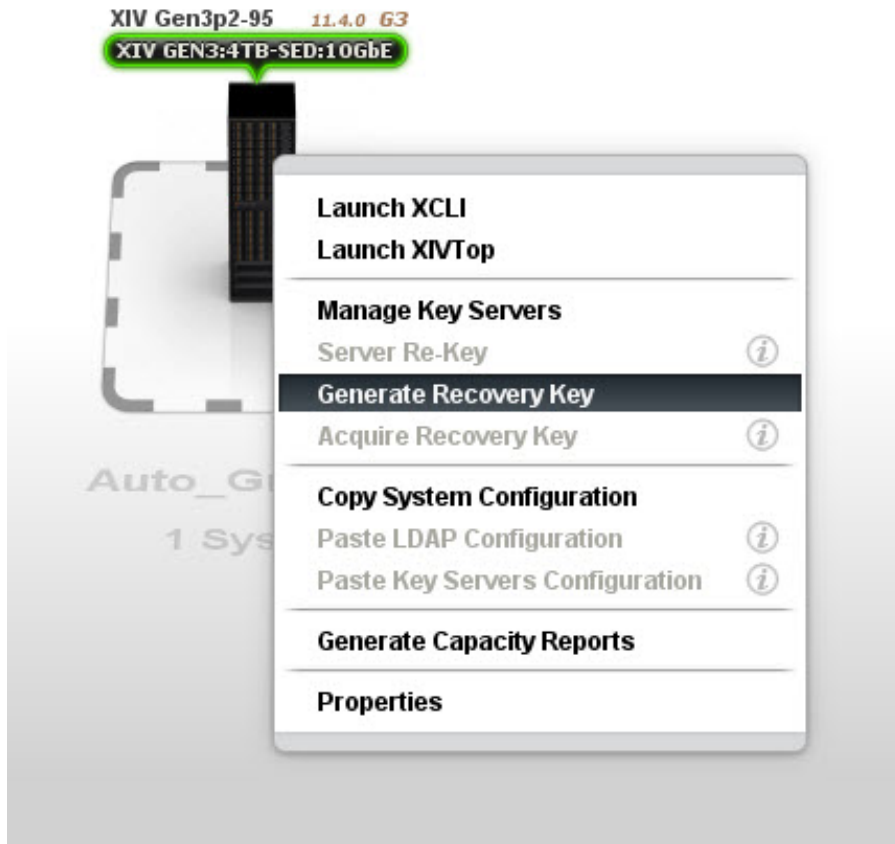 XIV Gen3p2-95 11.4.0 G3
XIV GEN3:4TB-SED:10GbE
Launch XCLI
Launch XIVTop
Manage Key Servers
Server Re-Key
Generate Recovery Key
Acquire Recovery Key
Copy System Configuration
Paste LDAP Configuration
Paste Key Servers Configuration
Generate Capacity Reports
Properties
Auto_G
1 Sys